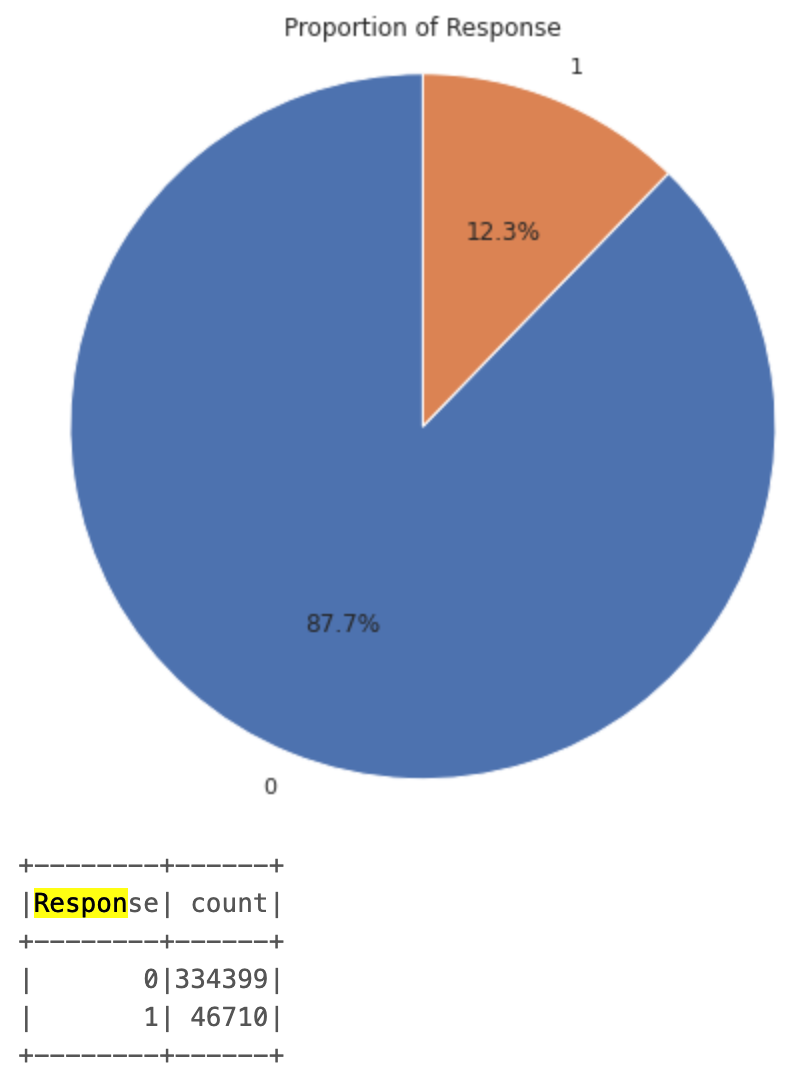 Proportion of Response
1
12.3%
87.7%
0
+--------+------+
|Response| count|
+--------+------+
|       0|334399|
|       1| 46710|
+--------+------+